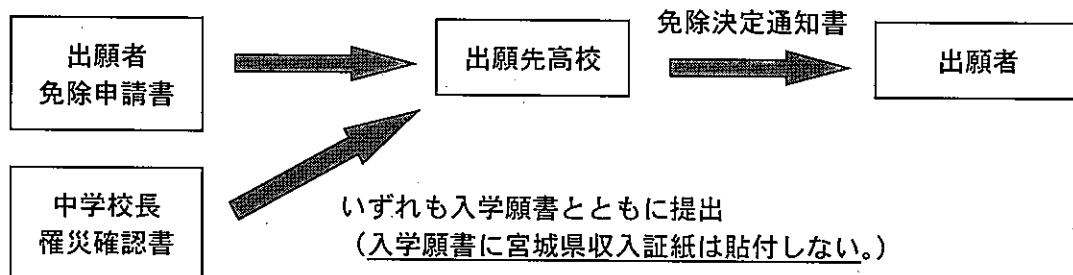 出願者
免除申請書
出願先高校
免除決定通知書
出願者
中学校長
罹災確認書
いずれも入学願書とともに提出
（入学願書に宮城県収入証紙は貼付しない。）